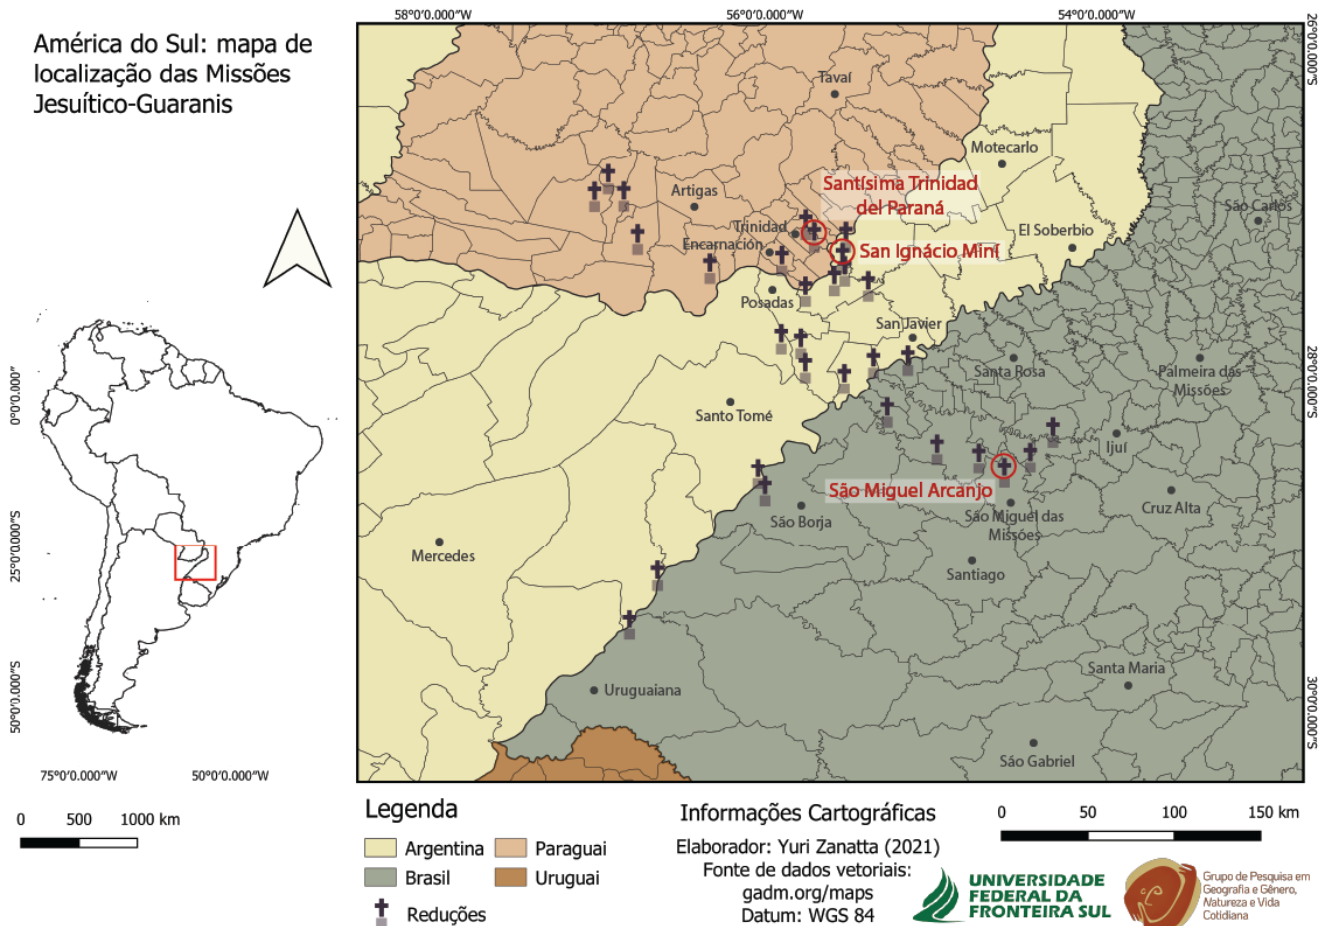 América do Sul: mapa de
localização das Missões
Jesuítico-Guaranis
58°0'0.000"W
56°0'0.000"W
54°0'0.000"W
26°0'0.000"S
28°0'0.000"S
30°0'0.000"S
Tavaí
Motecarlo
Artigas
Santísima Trinidad
del Paraná
São Carlos
Trinidad
El Soberbio
Encarnación
San Ignácio Miní
Posadas
San Javier
Santa Rosa
Palmeira das
Missões
Santo Tomé
Ijuí
São Miguel Arcanjo
São Borja
São Miguel das
Missões
Cruz Alta
Mercedes
Santiago
Santa Maria
Uruguaiana
São Gabriel
0°0'0.000"
25°0'0.000"S
50°0'0.000"S
75°0'0.000"W
50°0'0.000"W
0 500 1000 km
Legenda
Argentina
Paraguai
Brasil
Uruguai
Reduções
Informações Cartográficas
Elaborador: Yuri Zanatta (2021)
Fonte de dados vetoriais:
gadm.org/maps
Datum: WGS 84
0 50 100 150 km
UNIVERSIDADE
FEDERAL DA
FRONTEIRA SUL
Grupo de Pesquisa em
Geografia e Gênero,
Natureza e Vida
Cotidiana